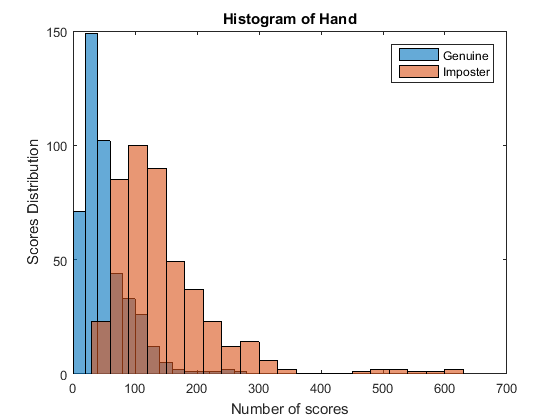 Histogram of Hand
150
100
50
0
Scores Distribution
Genuine
Imposter
0 100 200 300 400 500 600 700
Number of scores